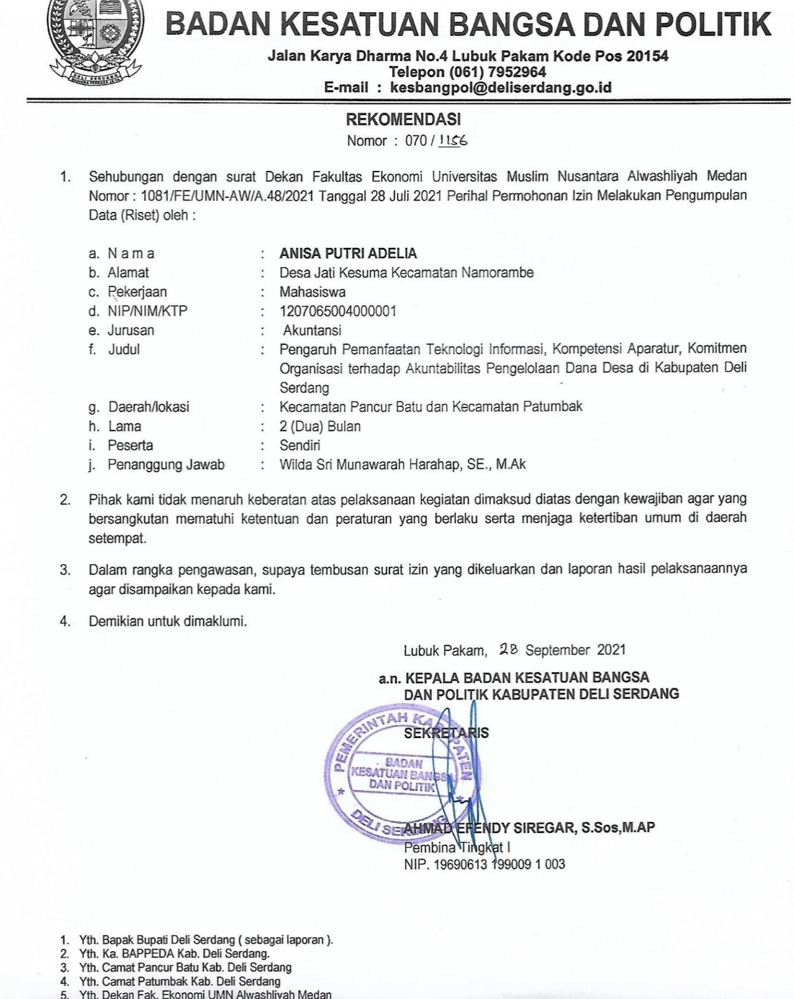 BADAN KESATUAN BANGSA DAN POLITIK
Jalan Karya Dharma No.4 Lubuk Pakam Kode Pos 20154
Telepon (061) 7952964
E-mail : kesbangpol@deliserdang.go.id
DELI SERDANG
BHINNEKA PERKASA JAYA
REKOMENDASI
Nomor : 070 / 1156
1. Sehubungan dengan surat Dekan Fakultas Ekonomi Universitas Muslim Nusantara Alwashliyah Medan
Nomor : 1081/FE/UMN-AW/A.48/2021 Tanggal 28 Juli 2021 Perihal Permohonan Izin Melakukan Pengumpulan
Data (Riset) oleh :
a. N a m a : ANISA PUTRI ADELIA
b. Alamat : Desa Jati Kesuma Kecamatan Namorambe
c. Pekerjaan : Mahasiswa
d. NIP/NIM/KTP : 1207065004000001
e. Jurusan : Akuntansi
f. Judul : Pengaruh Pemanfaatan Teknologi Informasi, Kompetensi Aparatur, Komitmen
Organisasi terhadap Akuntabilitas Pengelolaan Dana Desa di Kabupaten Deli
Serdang
g. Daerah/lokasi : Kecamatan Pancur Batu dan Kecamatan Patumbak
h. Lama : 2 (Dua) Bulan
i. Peserta : Sendiri
j. Penanggung Jawab : Wilda Sri Munawarah Harahap, SE., M.Ak
2. Pihak kami tidak menaruh keberatan atas pelaksanaan kegiatan dimaksud diatas dengan kewajiban agar yang
bersangkutan mematuhi ketentuan dan peraturan yang berlaku serta menjaga ketertiban umum di daerah
setempat.
3. Dalam rangka pengawasan, supaya tembusan surat izin yang dikeluarkan dan laporan hasil pelaksanaannya
agar disampaikan kepada kami.
4. Demikian untuk dimaklumi.
Lubuk Pakam, 28 September 2021
a.n. KEPALA BADAN KESATUAN BANGSA
DAN POLITIK KABUPATEN DELI SERDANG
SEKRETARIS
PEMERINTAH KABUPATEN
BADAN
KESATUAN BANGSA
DAN POLITIK
DELI SERDANG
AHMAD EFENDY SIREGAR, S.Sos,M.AP
Pembina Tingkat I
NIP. 19690613 199009 1 003
1. Yth. Bapak Bupati Deli Serdang ( sebagai laporan ).
2. Yth. Ka. BAPPEDA Kab. Deli Serdang.
3. Yth. Camat Pancur Batu Kab. Deli Serdang
4. Yth. Camat Patumbak Kab. Deli Serdang
5. Yth. Dekan Fak. Ekonomi UMN Alwashliyah Medan